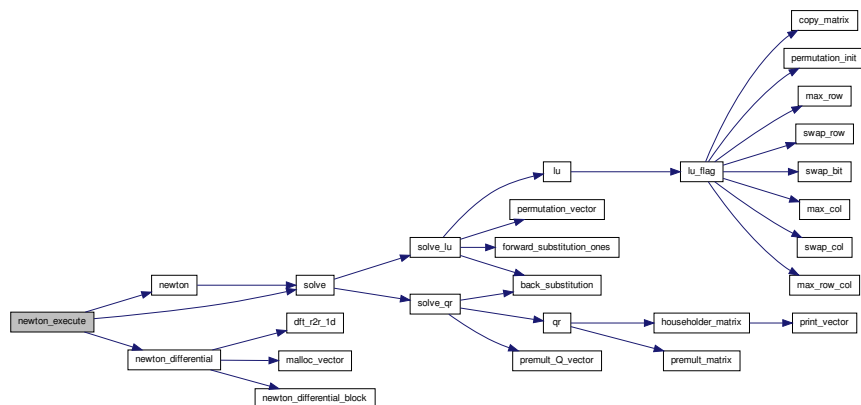 copy_matrix
permutation_init
max_row
swap_row
lu
lu_flag
swap_bit
permutation_vector
max_col
solve_lu
forward_substitution_ones
swap_col
newton
solve
back_substitution
max_row_col
solve_qr
newton_execute
dft_r2r_1d
qr
householder_matrix
print_vector
newton_differential
malloc_vector
premult_Q_vector
premult_matrix
newton_differential_block